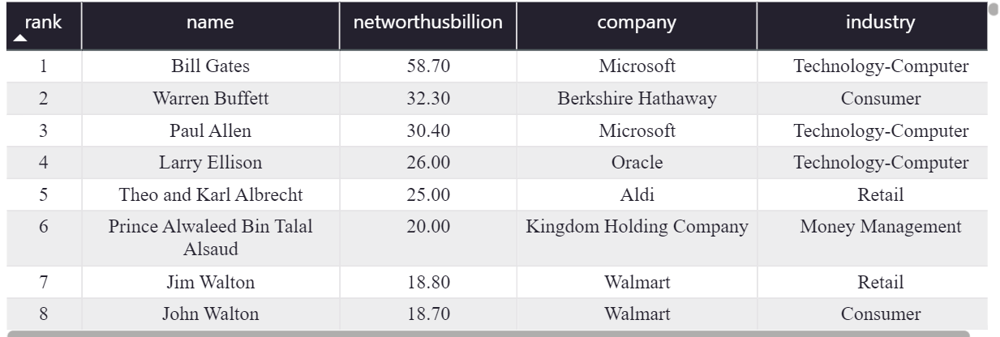 rank name networthusbillion company industry
1 Bill Gates 58.70 Microsoft Technology-Computer
2 Warren Buffett 32.30 Berkshire Hathaway Consumer
3 Paul Allen 30.40 Microsoft Technology-Computer
4 Larry Ellison 26.00 Oracle Technology-Computer
5 Theo and Karl Albrecht 25.00 Aldi Retail
6 Prince Alwaleed Bin Talal 20.00 Kingdom Holding Company Money Management
Alsaud
7 Jim Walton 18.80 Walmart Retail
8 John Walton 18.70 Walmart Consumer